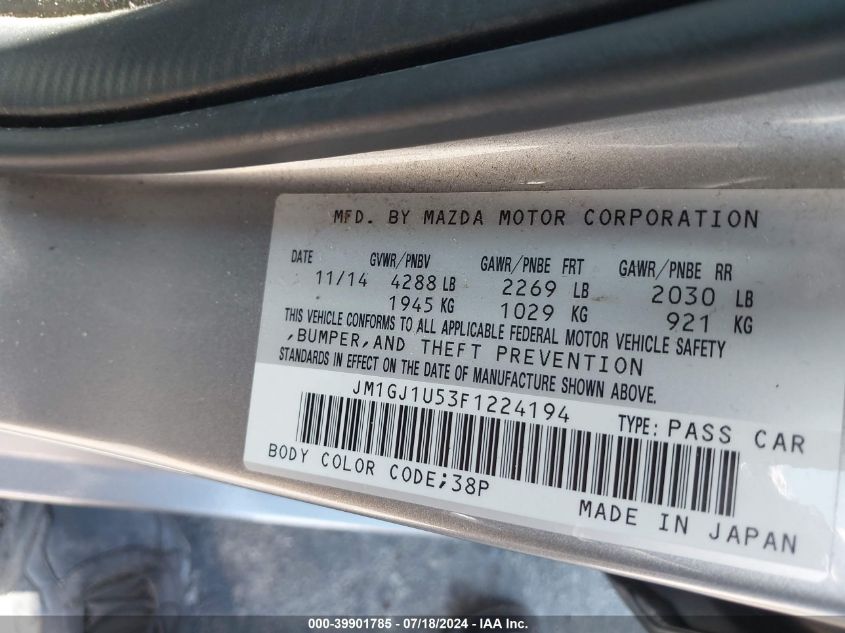 MFD. BY MAZDA MOTOR CORPORATION
DATE GVWR/PNBV GAWR/PNBE FRT GAWR/PNBE RR
11/14 4288 LB 2269 LB 2030 LB
1945 KG 1029 KG 921 KG
THIS VEHICLE CONFORMS TO ALL APPLICABLE FEDERAL MOTOR VEHICLE SAFETY
,BUMPER,AND THEFT PREVENTION
STANDARDS IN EFFECT ON THE DATE OF MANUFACTURE SHOWN ABOVE.
JM1GJ1U53F1224194 TYPE: PASS CAR
BODY COLOR CODE;38P
MADE IN JAPAN
000-39901785 - 07/18/2024 - IAA Inc.